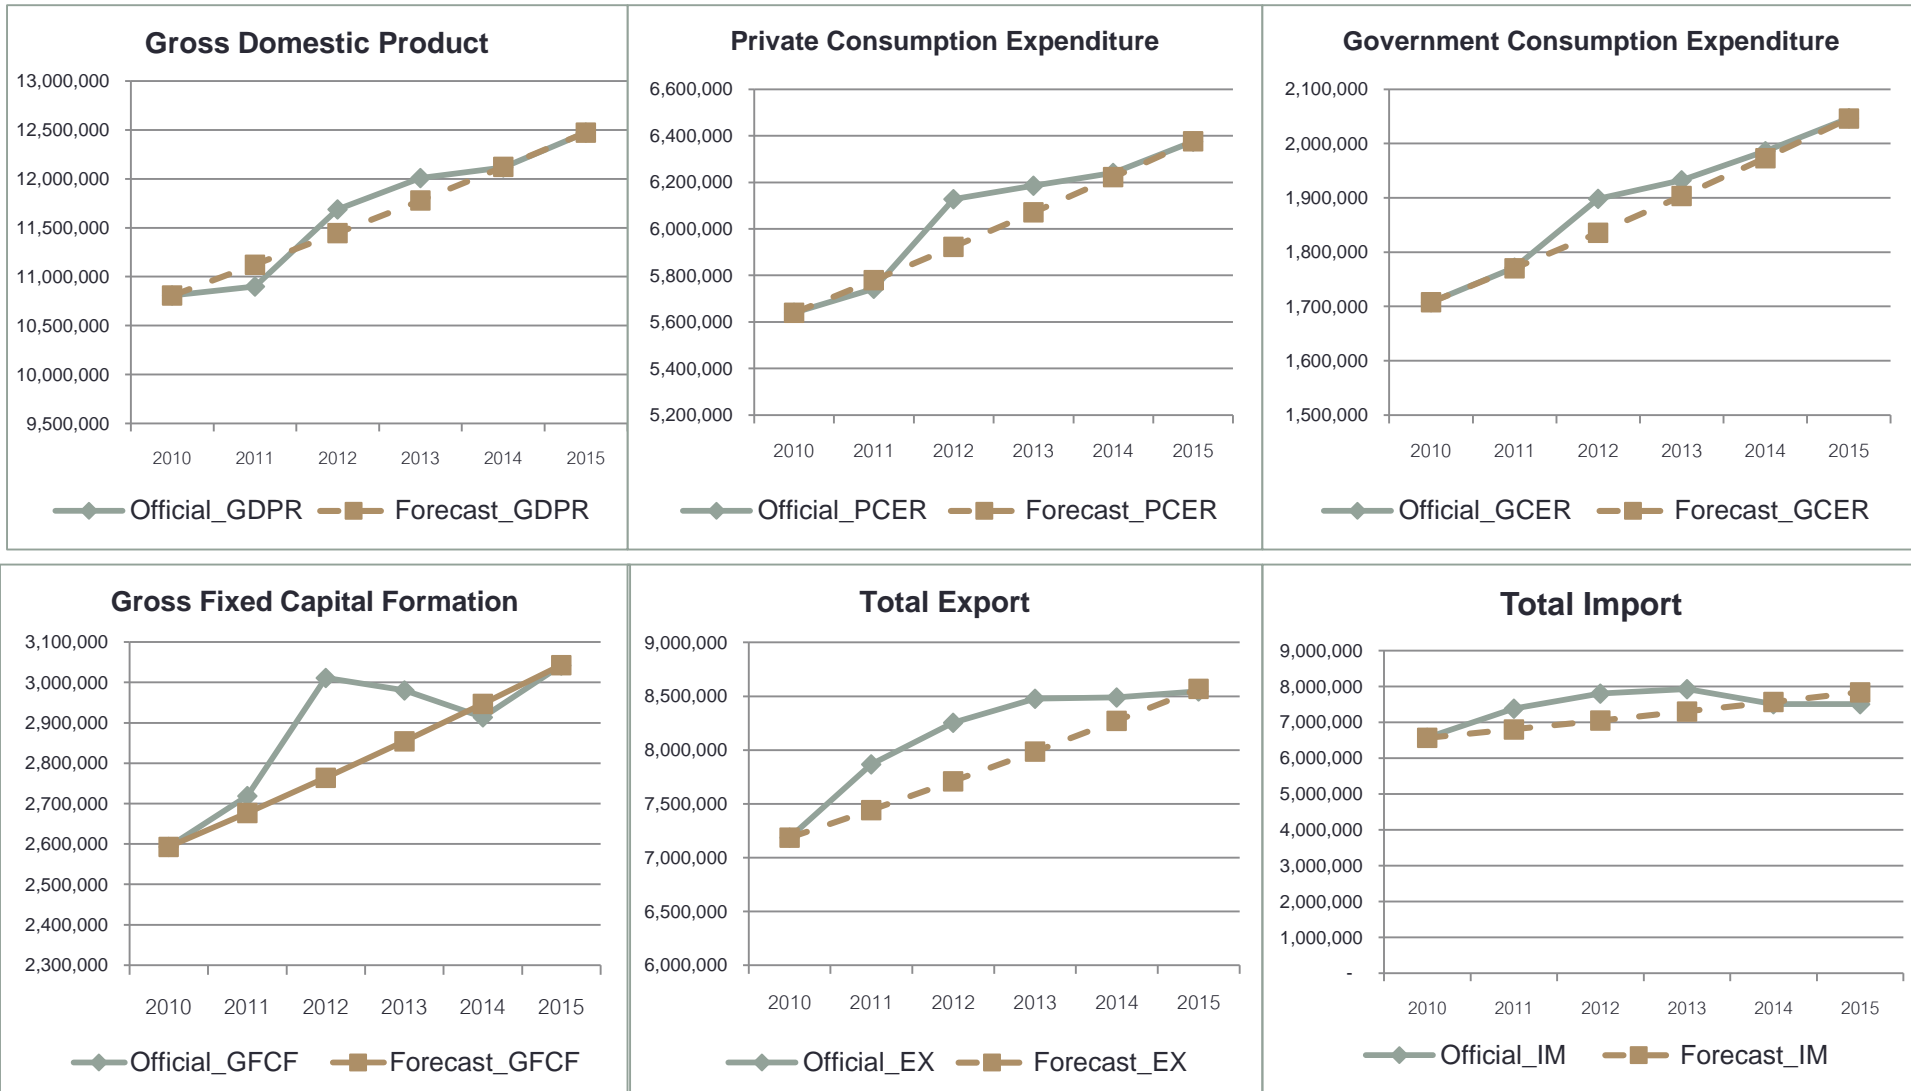 Gross Domestic Product
13,000,000
12,500,000
12,000,000
11,500,000
11,000,000
10,500,000
10,000,000
9,500,000
2010 2011 2012 2013 2014 2015
Official_GDPR Forecast_GDPR
Private Consumption Expenditure
6,600,000
6,400,000
6,200,000
6,000,000
5,800,000
5,600,000
5,400,000
5,200,000
2010 2011 2012 2013 2014 2015
Official_PCER Forecast_PCER
Government Consumption Expenditure
2,100,000
2,000,000
1,900,000
1,800,000
1,700,000
1,600,000
1,500,000
2010 2011 2012 2013 2014 2015
Official_GCER Forecast_GCER
Gross Fixed Capital Formation
3,100,000
3,000,000
2,900,000
2,800,000
2,700,000
2,600,000
2,500,000
2,400,000
2,300,000
2010 2011 2012 2013 2014 2015
Official_GFCF Forecast_GFCF
Total Export
9,000,000
8,500,000
8,000,000
7,500,000
7,000,000
6,500,000
6,000,000
2010 2011 2012 2013 2014 2015
Official_EX Forecast_EX
Total Import
9,000,000
8,000,000
7,000,000
6,000,000
5,000,000
4,000,000
3,000,000
2,000,000
1,000,000
-
2010 2011 2012 2013 2014 2015
Official_IM Forecast_IM